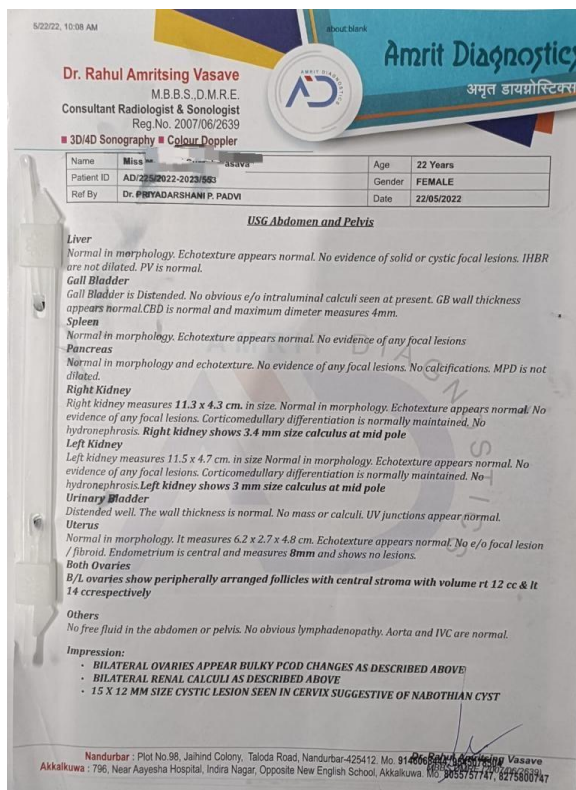 5/22/22, 10:08 AM
about:blank
Amrit Diagnostics
अमृत डायग्नोस्टिक्स
AMRIT DIAGNOSTICS
AD
Dr. Rahul Amritsing Vasave
M.B.B.S.,D.M.R.E.
Consultant Radiologist & Sonologist
Reg.No. 2007/06/2639
3D/4D Sonography Colour Doppler
Name Miss Age 22 Years
Patient ID AD/225/2022-2023/553 Gender FEMALE
Ref By Dr. PRIYADARSHANI P. PADVI Date 22/05/2022
USG Abdomen and Pelvis
Liver
Normal in morphology. Echotexture appears normal. No evidence of solid or cystic focal lesions. IHBR
are not dilated. PV is normal.
Gall Bladder
Gall Bladder is Distended. No obvious e/o intraluminal calculi seen at present. GB wall thickness
appears normal.CBD is normal and maximum dimeter measures 4mm.
Spleen
Normal in morphology. Echotexture appears normal. No evidence of any focal lesions
Pancreas
Normal in morphology and echotexture. No evidence of any focal lesions. No calcifications. MPD is not
dilated.
Right Kidney
Right kidney measures 11.3 x 4.3 cm. in size. Normal in morphology. Echotexture appears normal. No
evidence of any focal lesions. Corticomedullary differentiation is normally maintained. No
hydronephrosis. Right kidney shows 3.4 mm size calculus at mid pole
Left Kidney
Left kidney measures 11.5 x 4.7 cm. in size Normal in morphology. Echotexture appears normal. No
evidence of any focal lesions. Corticomedullary differentiation is normally maintained. No
hydronephrosis.Left kidney shows 3 mm size calculus at mid pole
Urinary Bladder
Distended well. The wall thickness is normal. No mass or calculi. UV junctions appear normal.
Uterus
Normal in morphology. It measures 6.2 x 2.7 x 4.8 cm. Echotexture appears normal. No e/o focal lesion
/ fibroid. Endometrium is central and measures 8mm and shows no lesions.
Both Ovaries
B/L ovaries show peripherally arranged follicles with central stroma with volume rt 12 cc & lt
14 ccrespectively
Others
No free fluid in the abdomen or pelvis. No obvious lymphadenopathy. Aorta and IVC are normal.
Impression:
· BILATERAL OVARIES APPEAR BULKY PCOD CHANGES AS DESCRIBED ABOVE
· BILATERAL RENAL CALCULI AS DESCRIBED ABOVE
· 15 X 12 MM SIZE CYSTIC LESION SEEN IN CERVIX SUGGESTIVE OF NABOTHIAN CYST
Dr. Rahul Amritsing Vasave
Nandurbar : Plot No.98, Jaihind Colony, Taloda Road, Nandurbar-425412. Mo.
Akkalkuwa : 796, Near Aayesha Hospital, Indira Nagar, Opposite New English School, Akkalkuwa. Mo. 8055757747, 8275800747